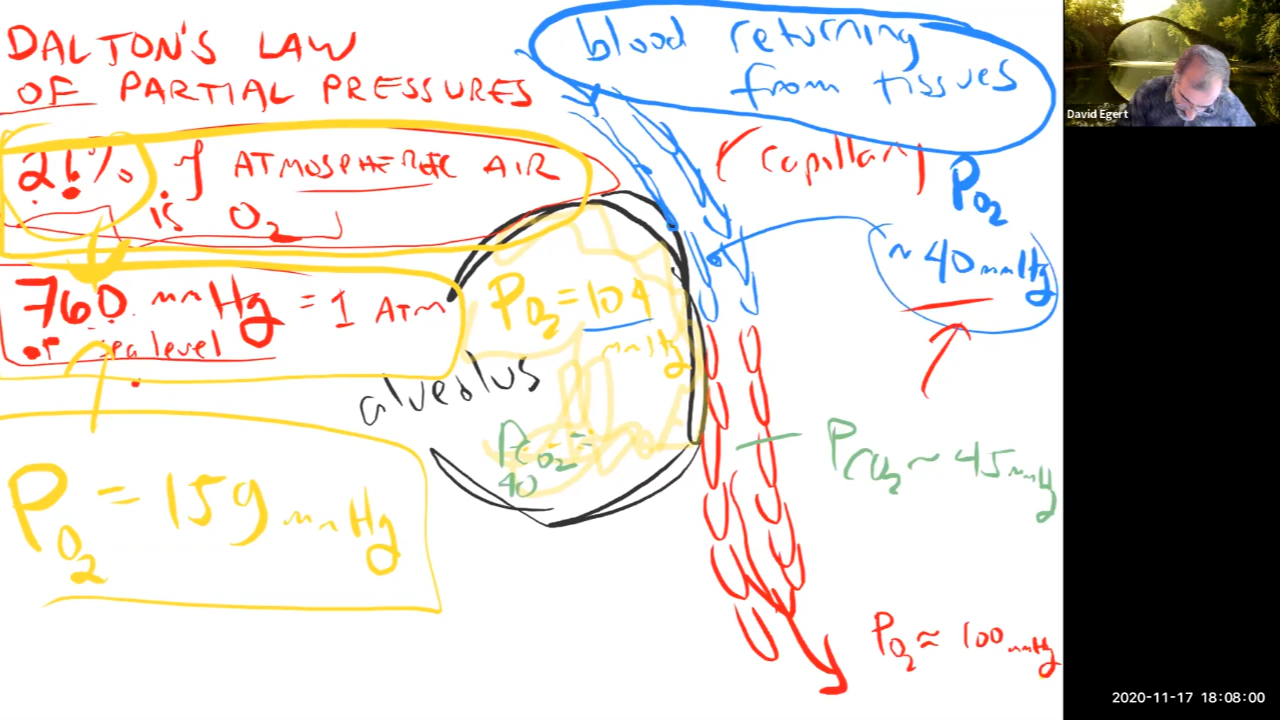 DALTON'S LAW
OF PARTIAL PRESSURES
21% of ATMOSPHERIC AIR
is O2
760 mmHg = 1 ATM
sea level
PO2 = 159 mmHg
alveolus
PO2 = 104
mmHg
PCO2 =
40
blood returning
from tissues
(capillary)
PO2
~ 40 mmHg
PCO2 ~ 45 mmHg
PO2 ≈ 100 mmHg
David Egert
2020-11-17 18:08:00